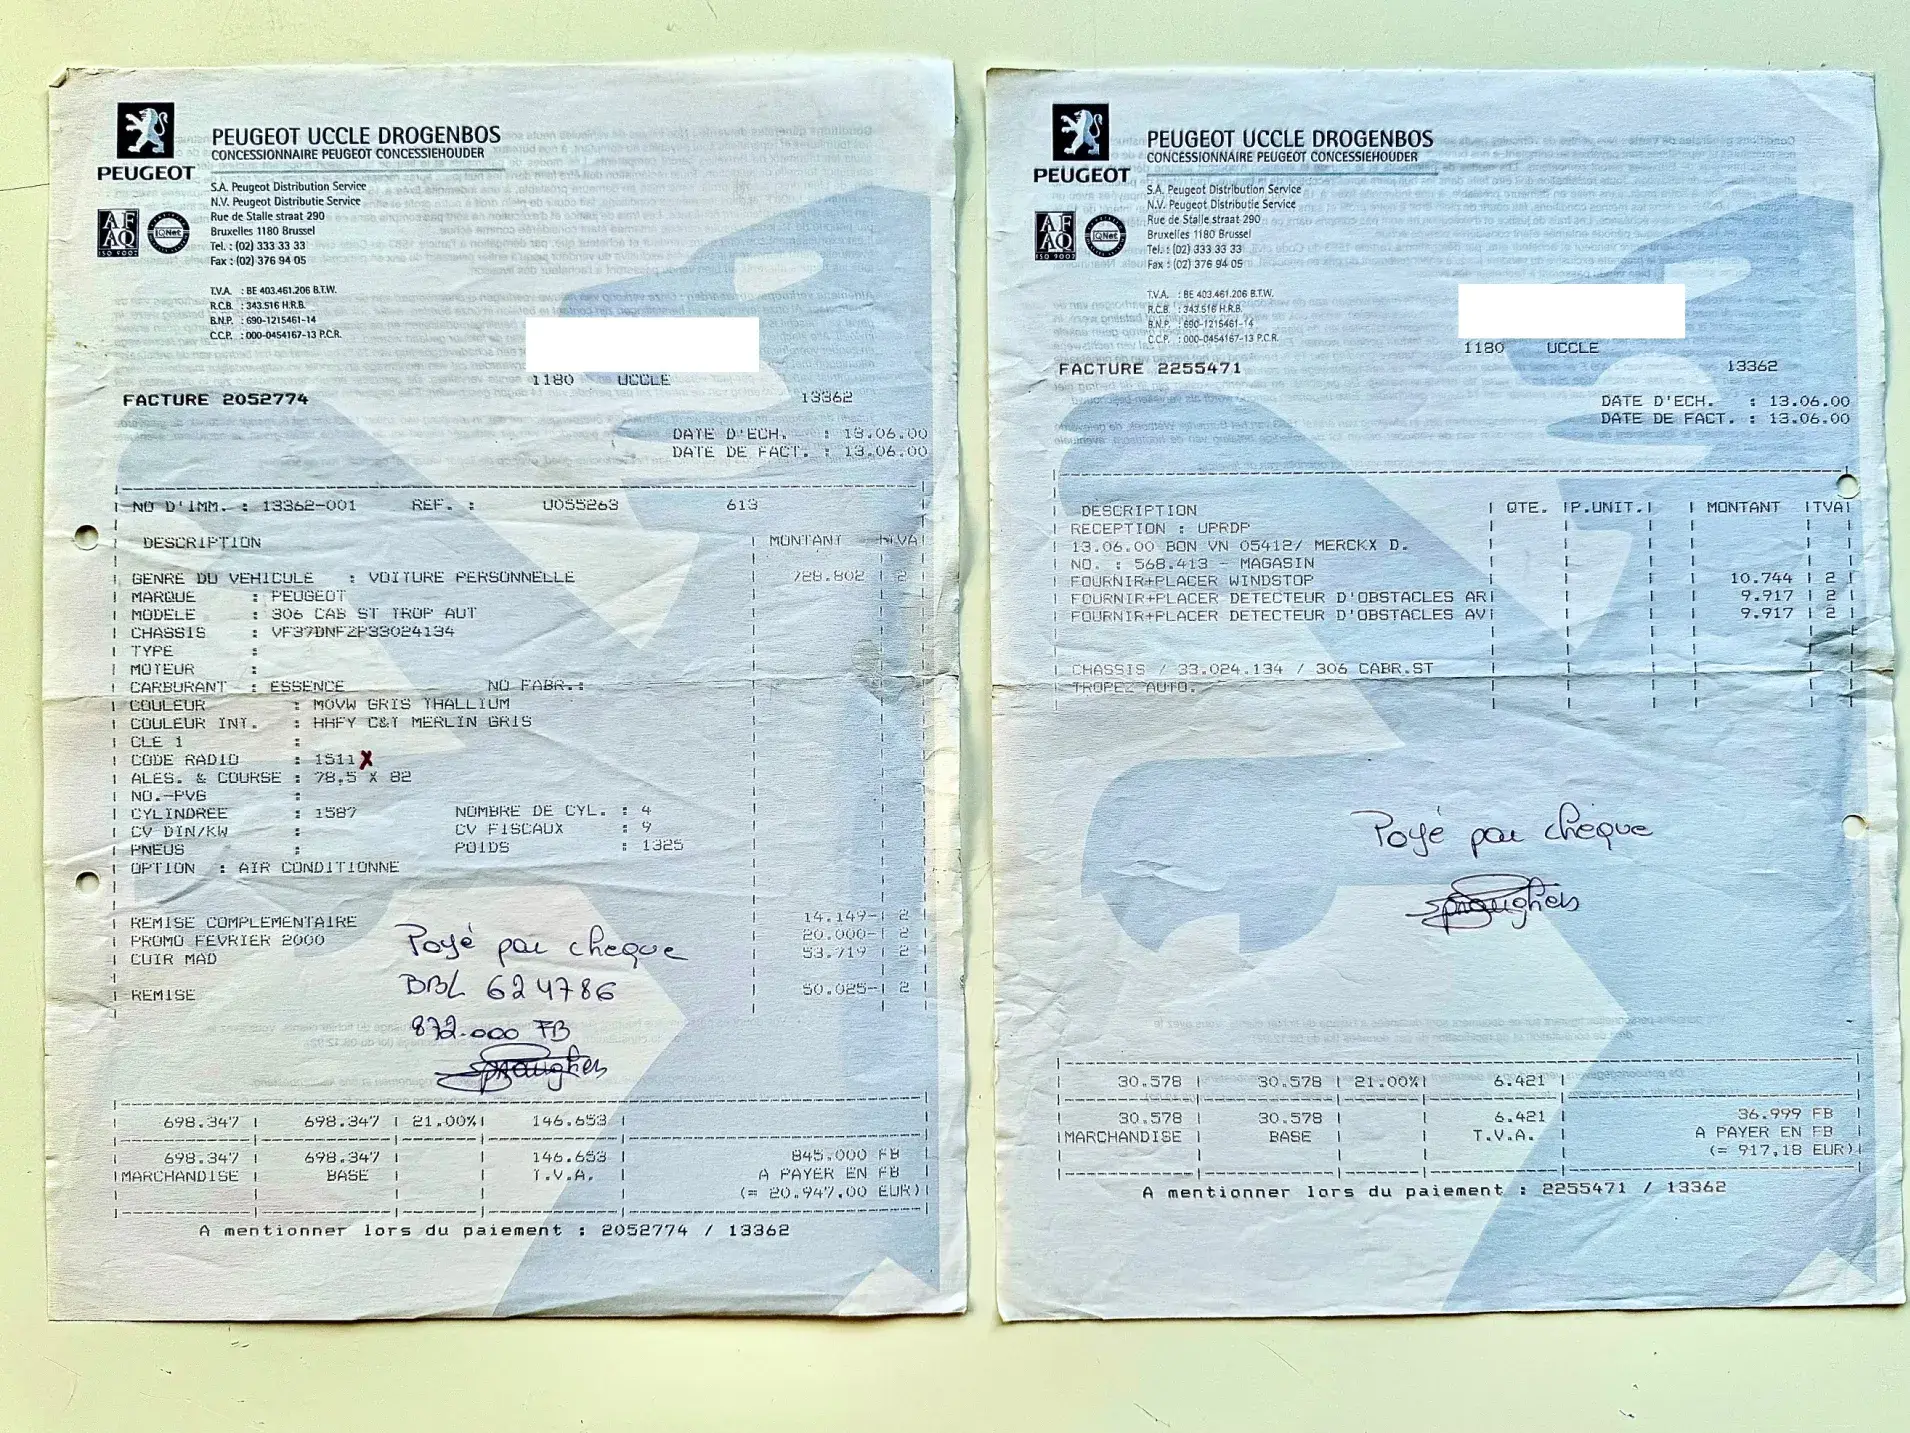 PEUGEOT
PEUGEOT UCCLE DROGENBOS
CONCESSIONNAIRE PEUGEOT CONCESSIEHOUDER
AF
AQ
ISO 9002
IQNet
S.A. Peugeot Distribution Service
N.V. Peugeot Distributie Service
Rue de Stalle straat 290
Bruxelles 1180 Brussel
Tel. : (02) 333 33 33
Fax : (02) 376 94 05
T.V.A. : BE 403.461.206 B.T.W.
R.C.B. : 343.516 H.R.B.
B.N.P. : 690-1215461-14
C.C.P. : 000-0454167-13 P.C.R.
1180 UCCLE
FACTURE 2052774 13362
DATE D'ECH. : 13.06.00
DATE DE FACT. : 13.06.00
NO D'IMM. : 13362-001 REF. : U055263 613
DESCRIPTION MONTANT TVA
GENRE DU VEHICULE : VOITURE PERSONNELLE 728.802 2
MARQUE : PEUGEOT
MODELE : 306 CAB ST TROP AUT
CHASSIS : VF37DNFZP33024134
TYPE :
MOTEUR :
CARBURANT : ESSENCE NO FABR.:
COULEUR : MOVW GRIS THALLIUM
COULEUR INT. : HHFY C&T MERLIN GRIS
CLE 1 :
CODE RADIO : 1511X
ALES. & COURSE : 78,5 X 82
NO.-PVG :
CYLINDREE : 1587 NOMBRE DE CYL. : 4
CV DIN/KW : CV FISCAUX : 9
PNEUS : POIDS : 1325
OPTION : AIR CONDITIONNE
REMISE COMPLEMENTAIRE 14.149- 2
PROMO FEVRIER 2000 20.000- 2
CUIR MAD 53.719 2
REMISE 50.025- 2
Payé par cheque
BBL 624786
872.000 FB
698.347 698.347 21.00% 146.653
698.347 698.347 146.653 845.000 FB
MARCHANDISE BASE T.V.A. A PAYER EN FB
(= 20.947,00 EUR)
A mentionner lors du paiement : 2052774 / 13362
PEUGEOT
PEUGEOT UCCLE DROGENBOS
CONCESSIONNAIRE PEUGEOT CONCESSIEHOUDER
AF
AQ
ISO 9002
IQNet
S.A. Peugeot Distribution Service
N.V. Peugeot Distributie Service
Rue de Stalle straat 290
Bruxelles 1180 Brussel
Tel. : (02) 333 33 33
Fax : (02) 376 94 05
T.V.A. : BE 403.461.206 B.T.W.
R.C.B. : 343.516 H.R.B.
B.N.P. : 690-1215461-14
C.C.P. : 000-0454167-13 P.C.R.
1180 UCCLE
FACTURE 2255471 13362
DATE D'ECH. : 13.06.00
DATE DE FACT. : 13.06.00
DESCRIPTION QTE. P.UNIT. MONTANT TVA
RECEPTION : UPRDP
13.06.00 BON VN 05412/ MERCKX D.
NO. : 568.413 - MAGASIN
FOURNIR+PLACER WINDSTOP 10.744 2
FOURNIR+PLACER DETECTEUR D'OBSTACLES AR 9.917 2
FOURNIR+PLACER DETECTEUR D'OBSTACLES AV 9.917 2
CHASSIS / 33.024.134 / 306 CABR.ST
TROPEZ AUTO.
Payé par cheque
30.578 30.578 21.00% 6.421
30.578 30.578 6.421 36.999 FB
MARCHANDISE BASE T.V.A. A PAYER EN FB
(= 917,18 EUR)
A mentionner lors du paiement : 2255471 / 13362